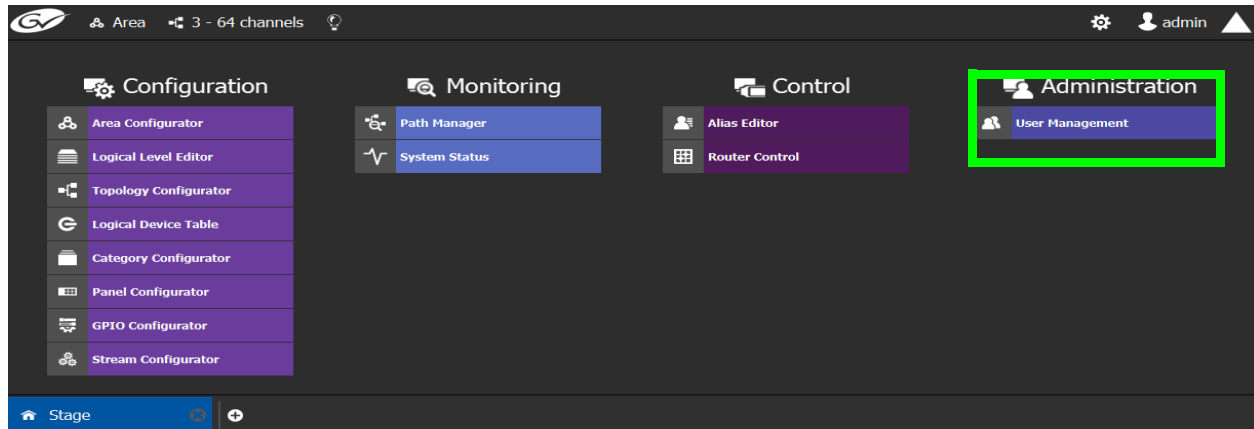 GV Area 3 - 64 channels admin
Configuration
Area Configurator
Logical Level Editor
Topology Configurator
Logical Device Table
Category Configurator
Panel Configurator
GPIO Configurator
Stream Configurator
Monitoring
Path Manager
System Status
Control
Alias Editor
Router Control
Administration
User Management
Stage